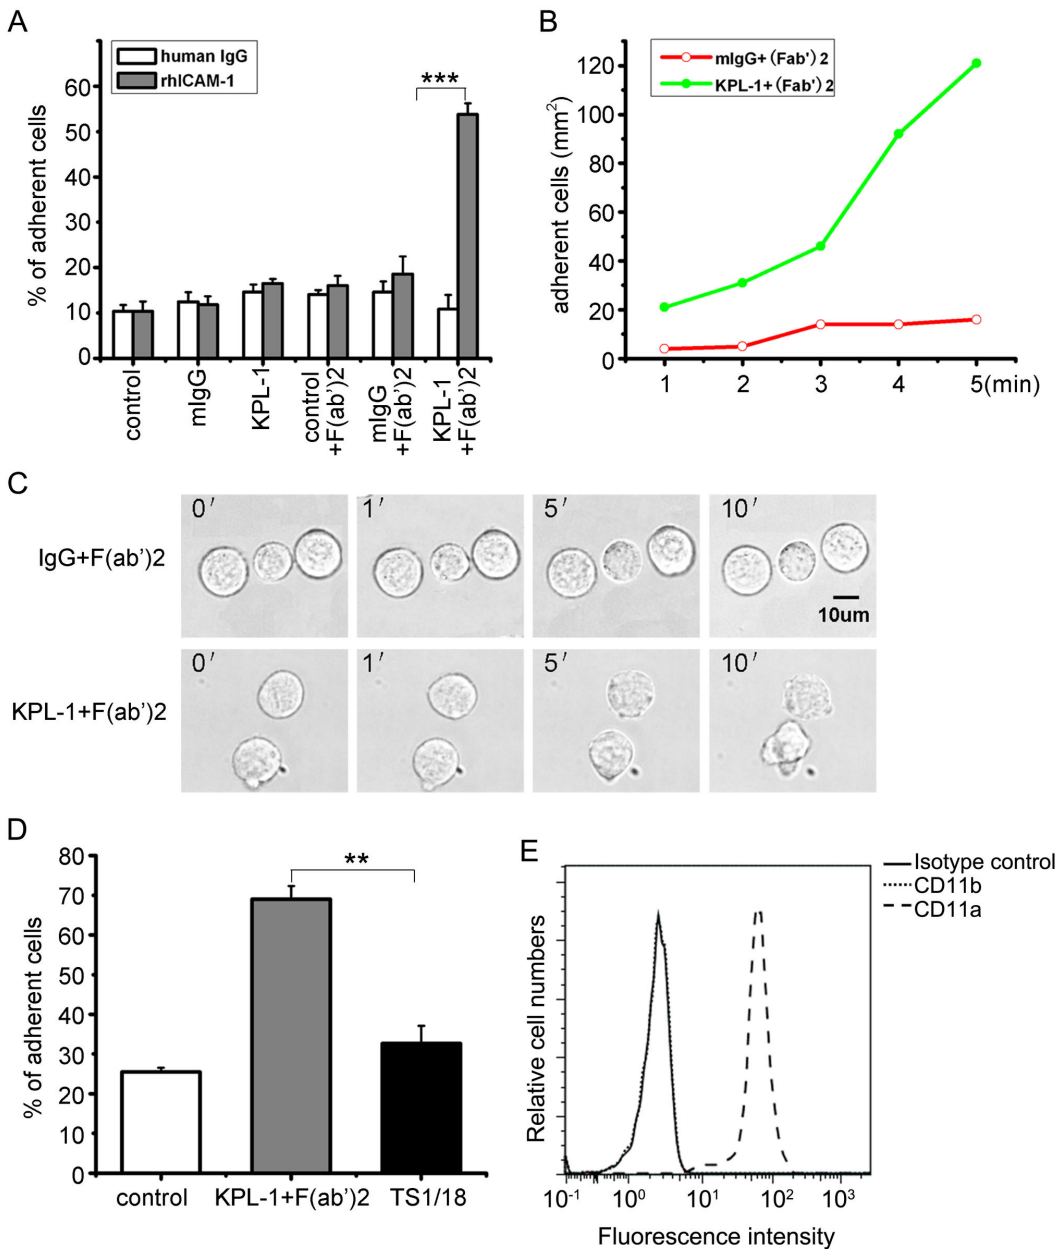 A
human IgG
rhICAM-1
***
% of adherent cells
60
50
40
30
20
10
0
control
mIgG
KPL-1
control
+F(ab')2
mIgG
+F(ab')2
KPL-1
+F(ab')2
B
mIgG+(Fab')2
KPL-1+(Fab')2
adherent cells (mm2)
120
100
80
60
40
20
0
1 2 3 4 5(min)
C
IgG+F(ab')2
0' 1' 5' 10'
10um
KPL-1+F(ab')2
0' 1' 5' 10'
D
**
% of adherent cells
80
70
60
50
40
30
20
10
0
control KPL-1+F(ab')2 TS1/18
E
Isotype control
CD11b
CD11a
Relative cell numbers
10-1 100 101 102 103
Fluorescence intensity